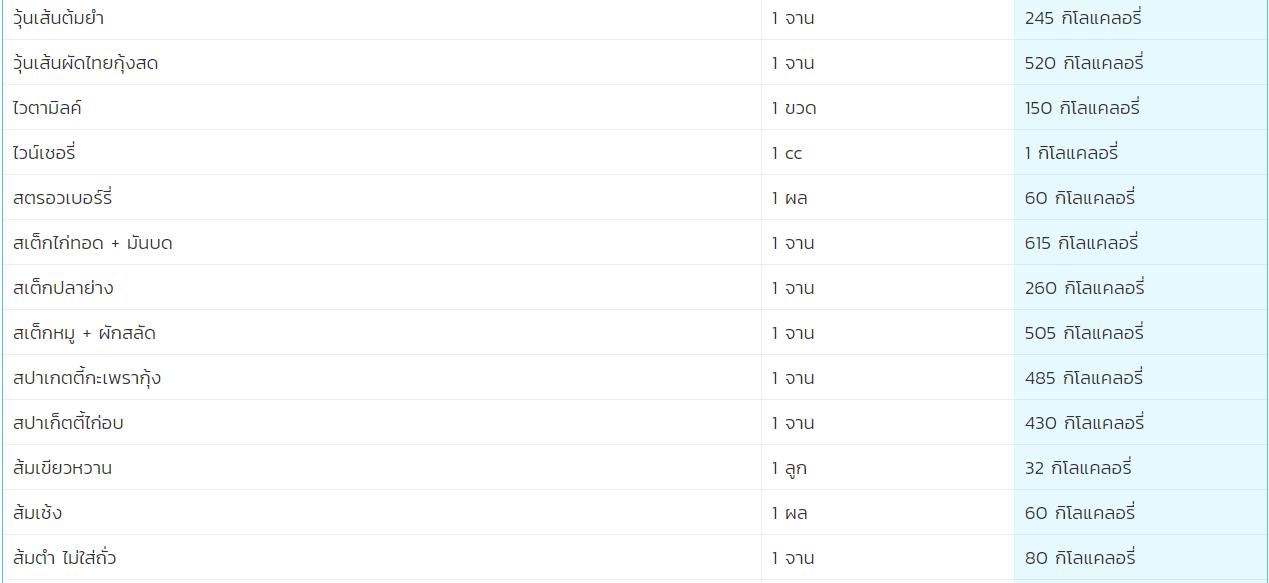 วุ้นเส้นต้มยำ 1 จาน 245 กิโลแคลอรี่
วุ้นเส้นผัดไทยกุ้งสด 1 จาน 520 กิโลแคลอรี่
ไวตามิลค์ 1 ขวด 150 กิโลแคลอรี่
ไวน์เชอรี่ 1 cc 1 กิโลแคลอรี่
สตรอวเบอร์รี่ 1 ผล 60 กิโลแคลอรี่
สเต็กไก่ทอด + มันบด 1 จาน 615 กิโลแคลอรี่
สเต็กปลาย่าง 1 จาน 260 กิโลแคลอรี่
สเต็กหมู + ผักสลัด 1 จาน 505 กิโลแคลอรี่
สปาเกตตี้กะเพรากุ้ง 1 จาน 485 กิโลแคลอรี่
สปาเก็ตตี้ไก่อบ 1 จาน 430 กิโลแคลอรี่
ส้มเขียวหวาน 1 ลูก 32 กิโลแคลอรี่
ส้มเช้ง 1 ผล 60 กิโลแคลอรี่
ส้มตำ ไม่ใส่ถั่ว 1 จาน 80 กิโลแคลอรี่